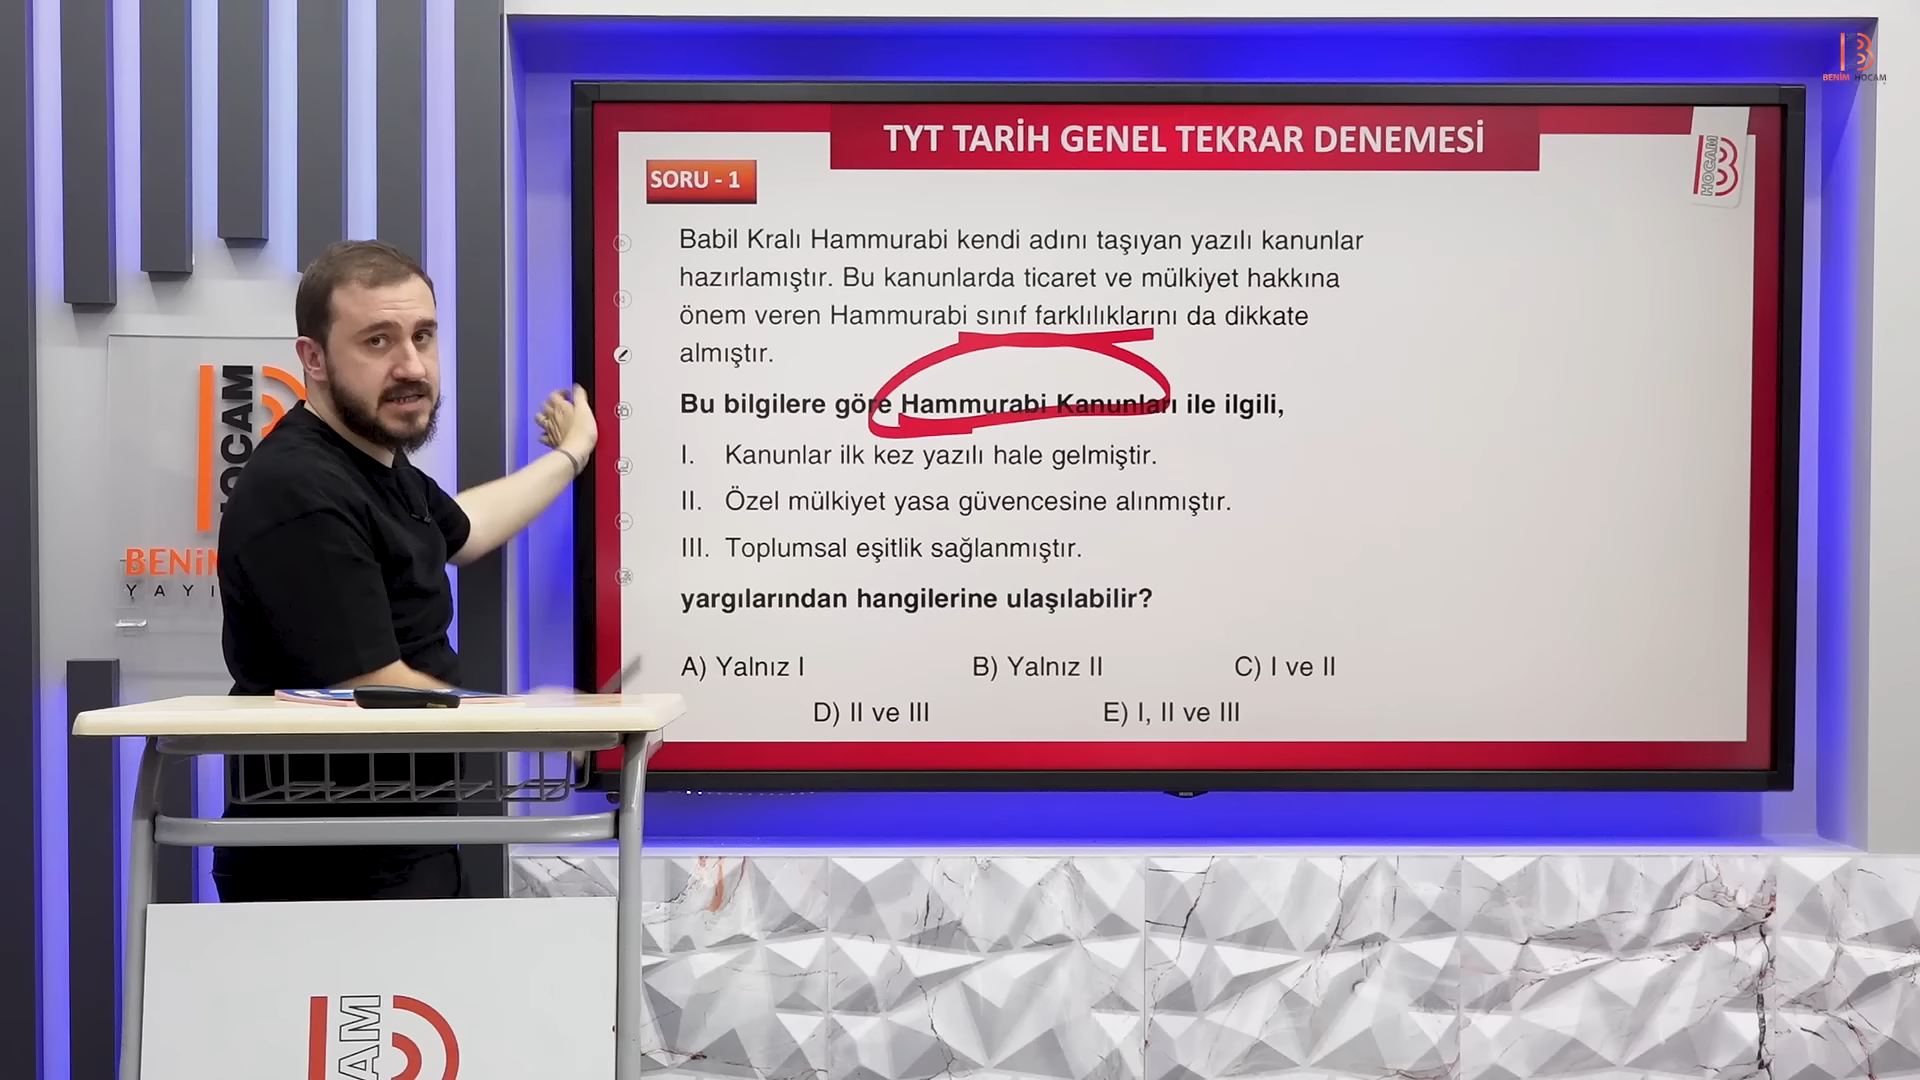 BENİM HOCAM
TYT TARİH GENEL TEKRAR DENEMESİ
HOCAM
SORU - 1
Babil Kralı Hammurabi kendi adını taşıyan yazılı kanunlar
hazırlamıştır. Bu kanunlarda ticaret ve mülkiyet hakkına
önem veren Hammurabi sınıf farklılıklarını da dikkate
almıştır.
Bu bilgilere göre Hammurabi Kanunları ile ilgili,
I. Kanunlar ilk kez yazılı hale gelmiştir.
II. Özel mülkiyet yasa güvencesine alınmıştır.
III. Toplumsal eşitlik sağlanmıştır.
yargılarından hangilerine ulaşılabilir?
A) Yalnız I B) Yalnız II C) I ve II
D) II ve III E) I, II ve III
HOCAM
BENİM
YAYI
AM